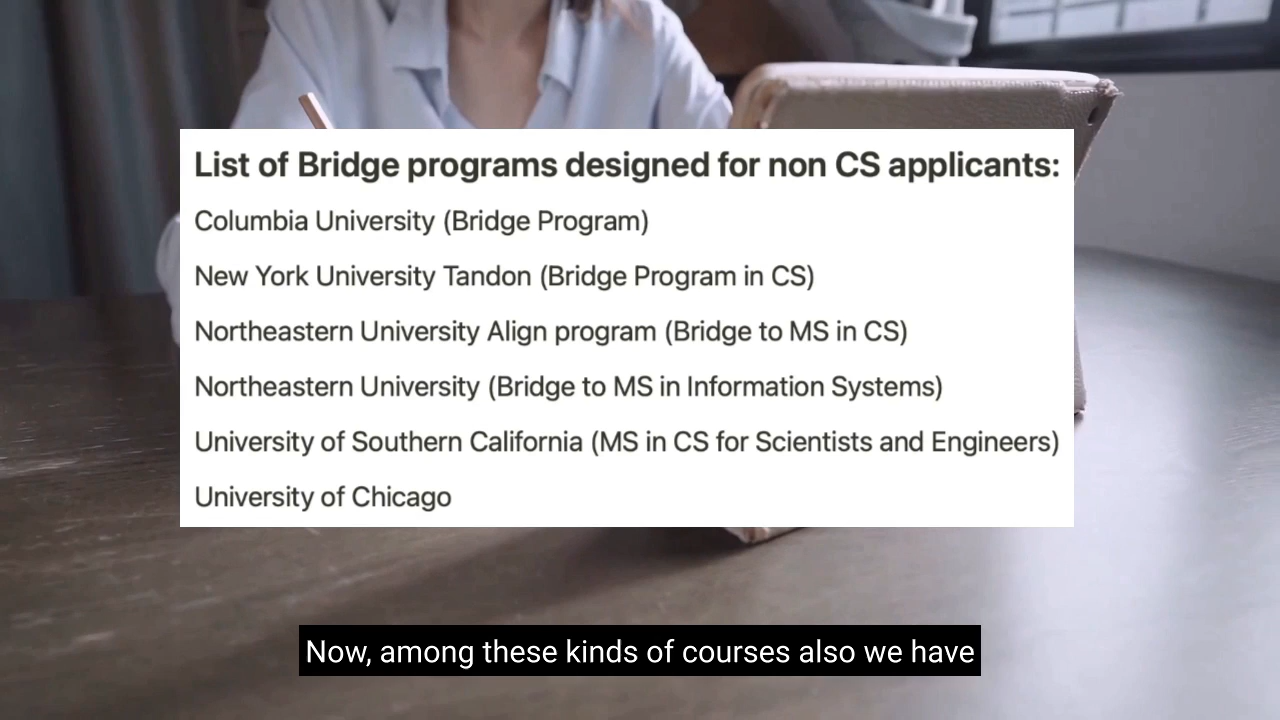 List of Bridge programs designed for non CS applicants:
Columbia University (Bridge Program)
New York University Tandon (Bridge Program in CS)
Northeastern University Align program (Bridge to MS in CS)
Northeastern University (Bridge to MS in Information Systems)
University of Southern California (MS in CS for Scientists and Engineers)
University of Chicago
Now, among these kinds of courses also we have